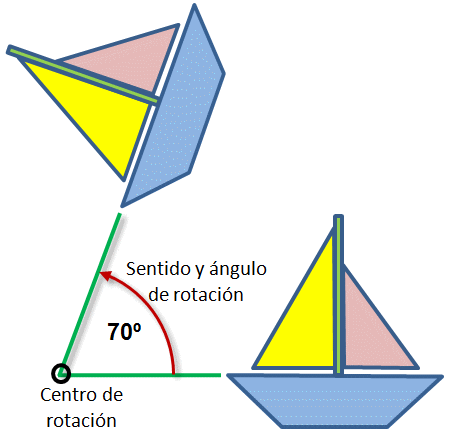 Sentido y ángulo
de rotación
70º
Centro de
rotación